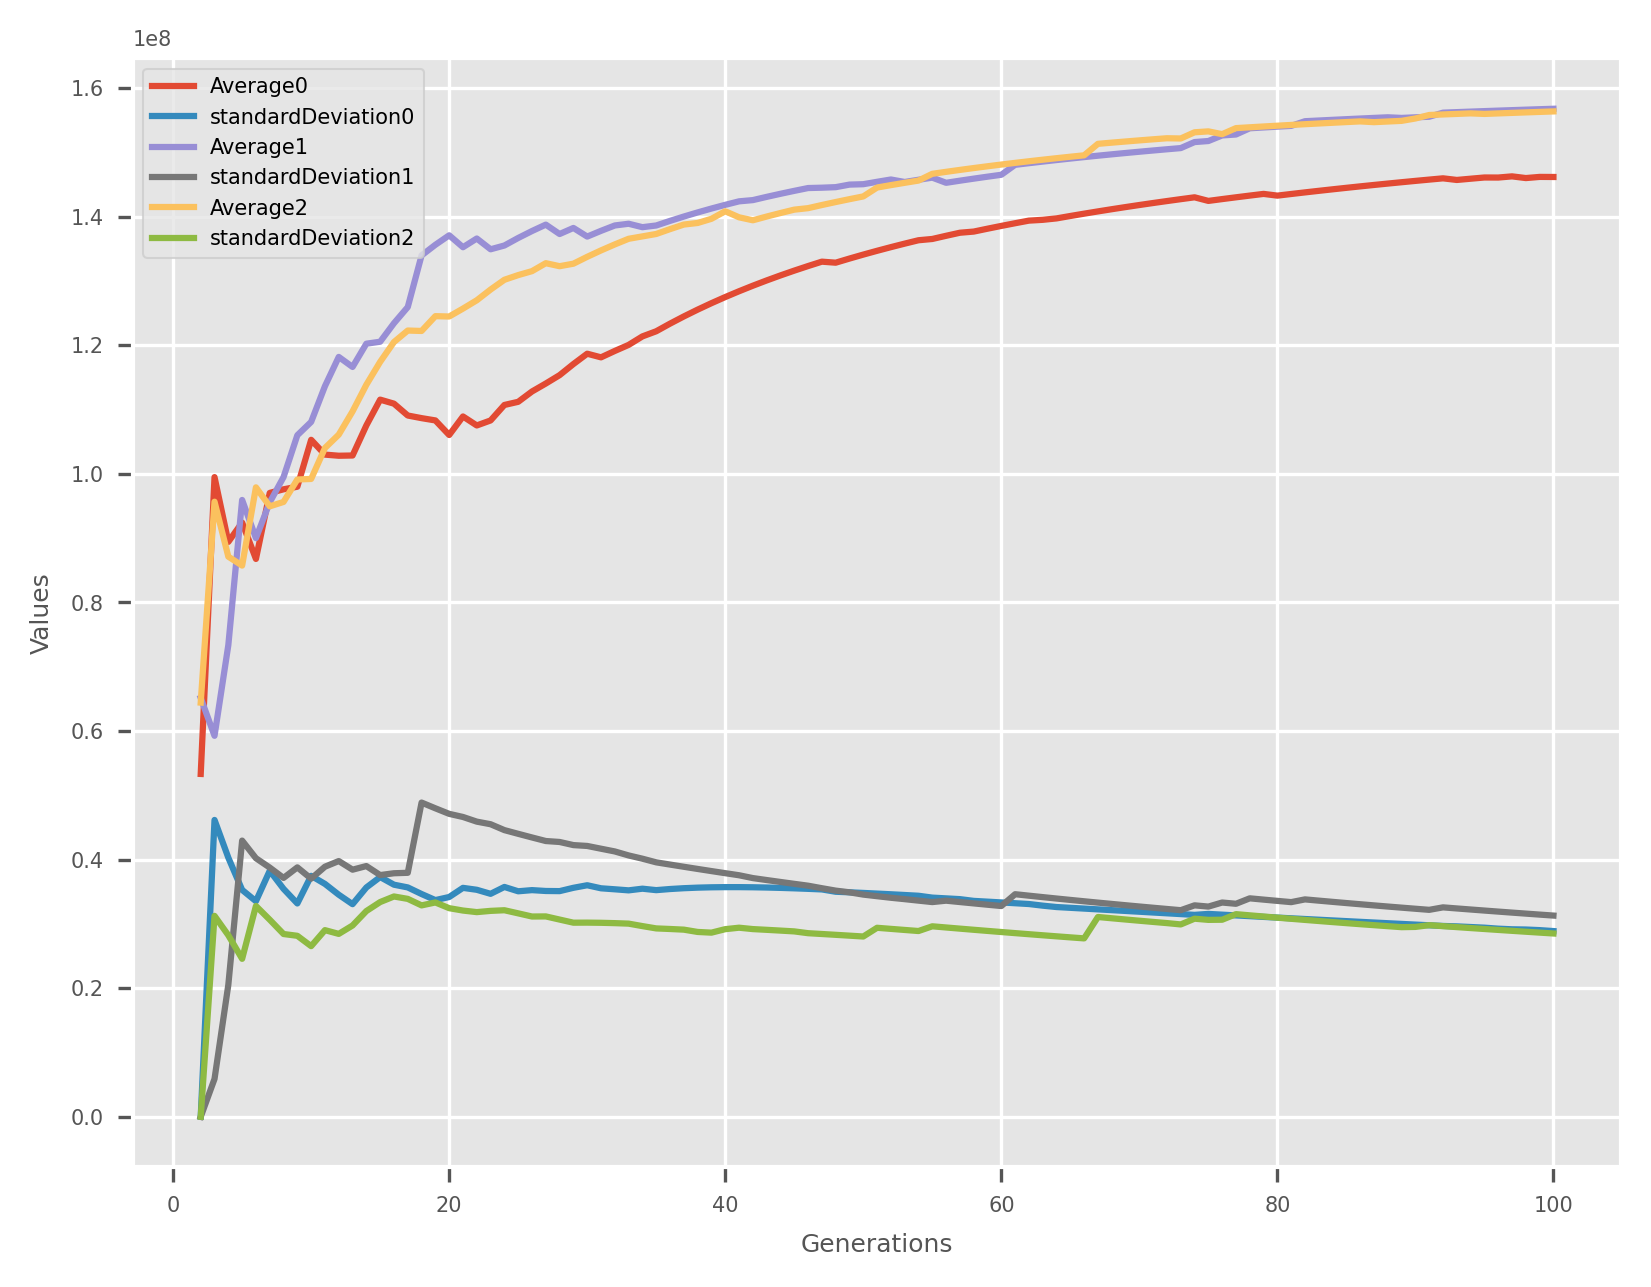 1e8
1.6
1.4
1.2
1.0
0.8
0.6
0.4
0.2
0.0
Values
Average0
standardDeviation0
Average1
standardDeviation1
Average2
standardDeviation2
0 20 40 60 80 100
Generations